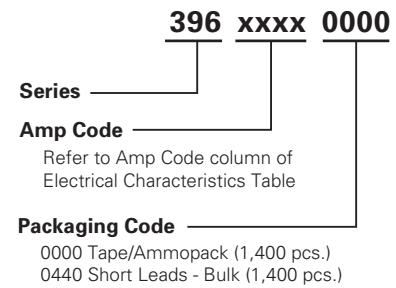 396 xxxx 0000
Series
Amp Code
Refer to Amp Code column of
Electrical Characteristics Table
Packaging Code
0000 Tape/Ammopack (1,400 pcs.)
0440 Short Leads - Bulk (1,400 pcs.)